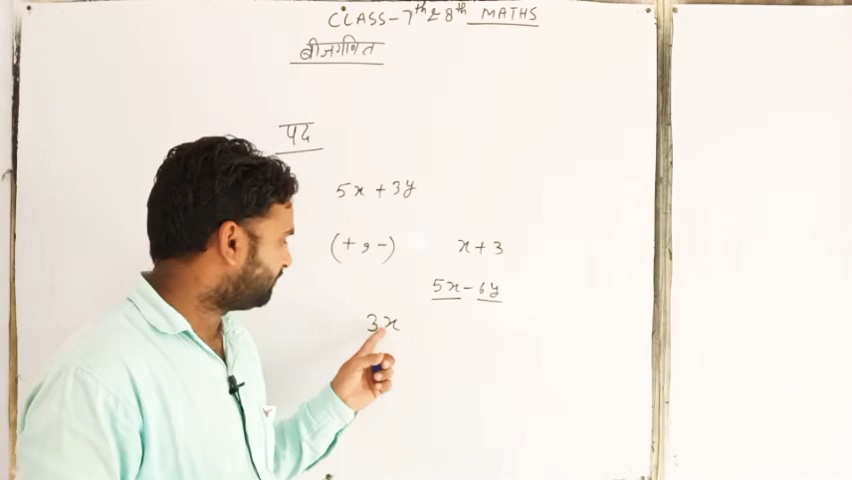 CLASS-7th & 8th MATHS
बीजगणित
पद
5x + 3y
(+ , -)
x + 3
5x - 6y
3x